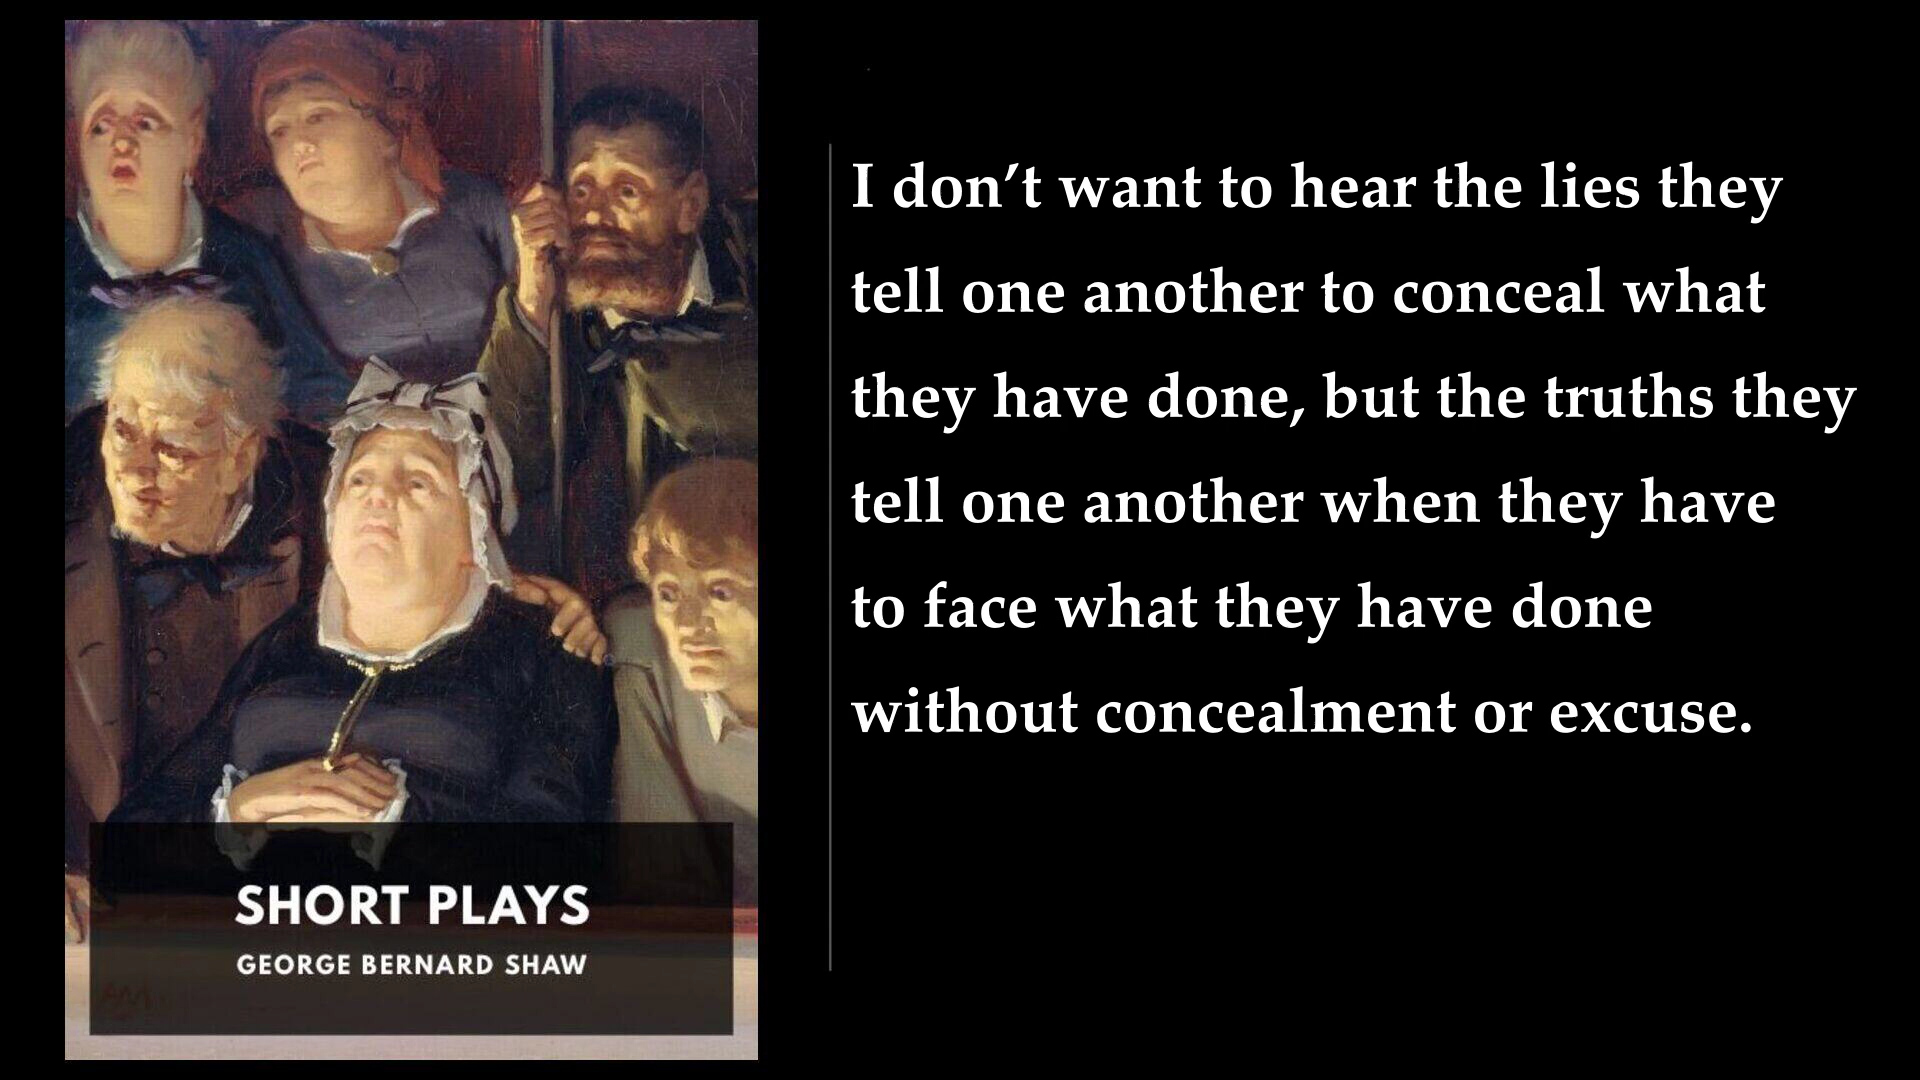 SHORT PLAYS
GEORGE BERNARD SHAW
I don’t want to hear the lies they
tell one another to conceal what
they have done, but the truths they
tell one another when they have
to face what they have done
without concealment or excuse.